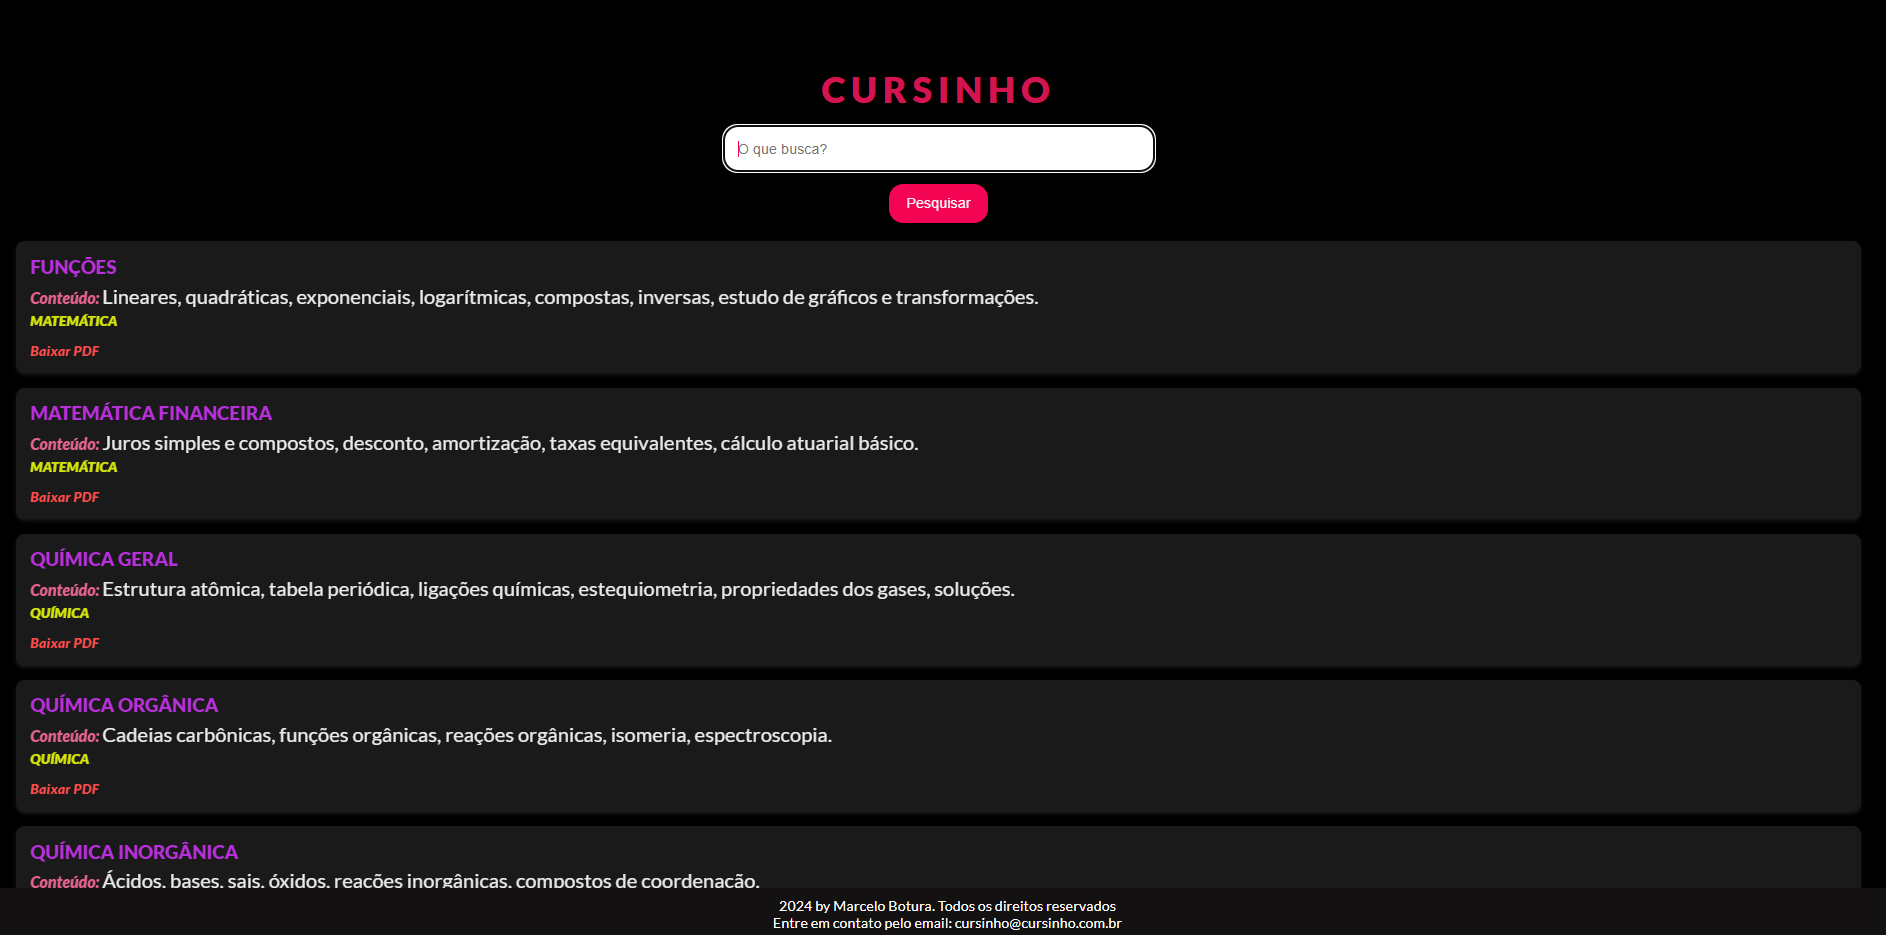 CURSINHO
O que busca?
Pesquisar
FUNÇÕES
Conteúdo: Lineares, quadráticas, exponenciais, logarítmicas, compostas, inversas, estudo de gráficos e transformações.
MATEMÁTICA
Baixar PDF
MATEMÁTICA FINANCEIRA
Conteúdo: Juros simples e compostos, desconto, amortização, taxas equivalentes, cálculo atuarial básico.
MATEMÁTICA
Baixar PDF
QUÍMICA GERAL
Conteúdo: Estrutura atômica, tabela periódica, ligações químicas, estequiometria, propriedades dos gases, soluções.
QUÍMICA
Baixar PDF
QUÍMICA ORGÂNICA
Conteúdo: Cadeias carbônicas, funções orgânicas, reações orgânicas, isomeria, espectroscopia.
QUÍMICA
Baixar PDF
QUÍMICA INORGÂNICA
Conteúdo: Ácidos, bases, sais, óxidos, reações inorgânicas, compostos de coordenação.
2024 by Marcelo Botura. Todos os direitos reservados
Entre em contato pelo email: cursinho@cursinho.com.br